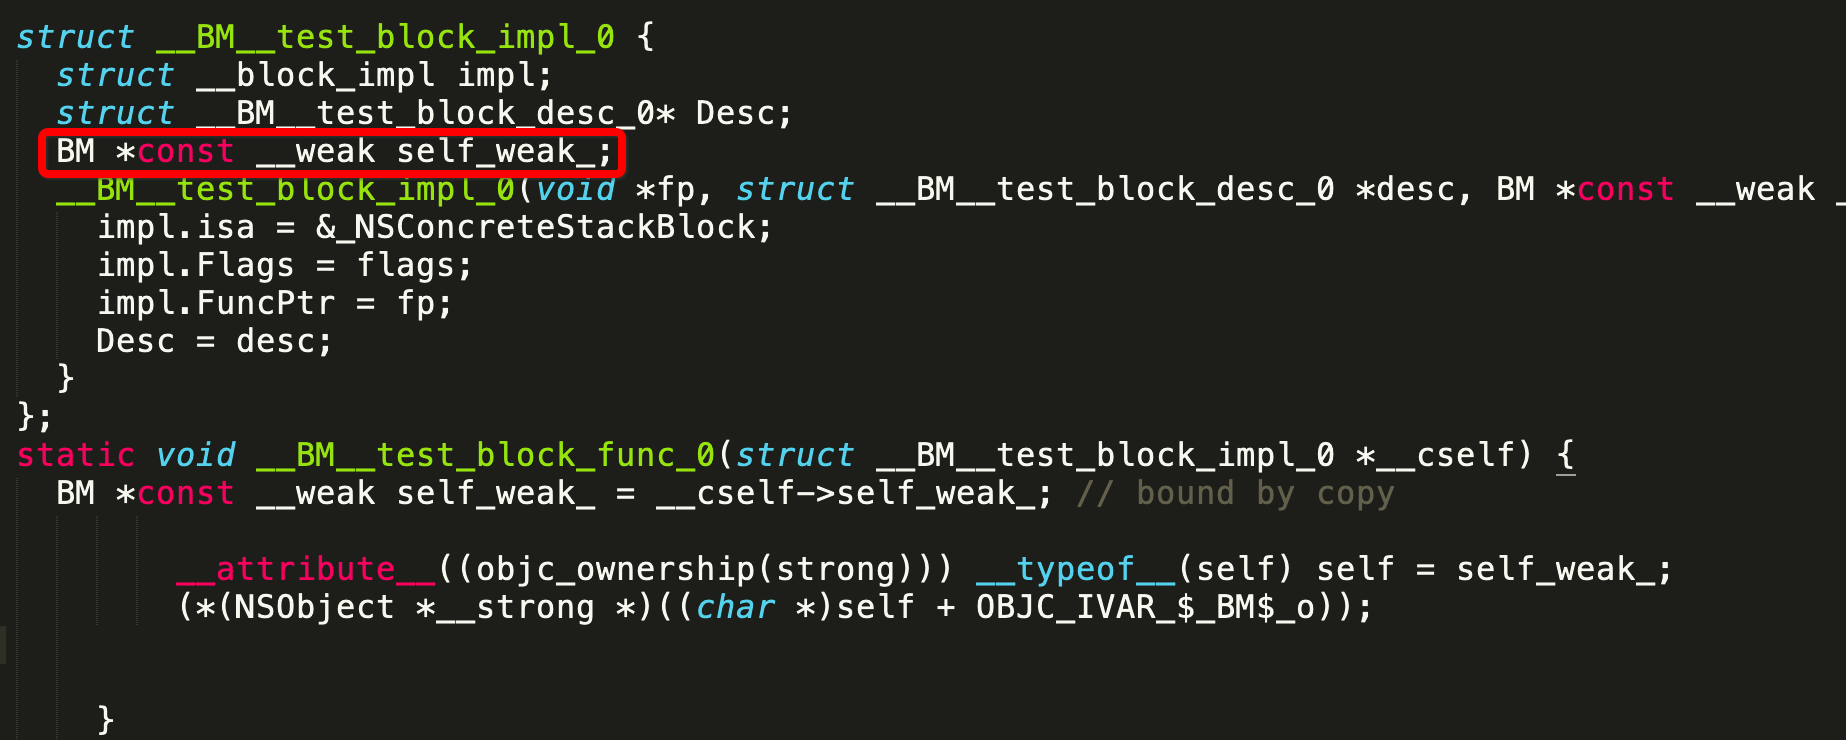 struct __BM__test_block_impl_0 {
struct __block_impl impl;
struct __BM__test_block_desc_0* Desc;
BM *const __weak self_weak_;
__BM__test_block_impl_0(void *fp, struct __BM__test_block_desc_0 *desc, BM *const __weak _
impl.isa = &_NSConcreteStackBlock;
impl.Flags = flags;
impl.FuncPtr = fp;
Desc = desc;
}
};
static void __BM__test_block_func_0(struct __BM__test_block_impl_0 *__cself) {
BM *const __weak self_weak_ = __cself->self_weak_; // bound by copy
__attribute__((objc_ownership(strong))) __typeof__(self) self = self_weak_;
(*(NSObject *__strong *)((char *)self + OBJC_IVAR_$_BM$_o));
}